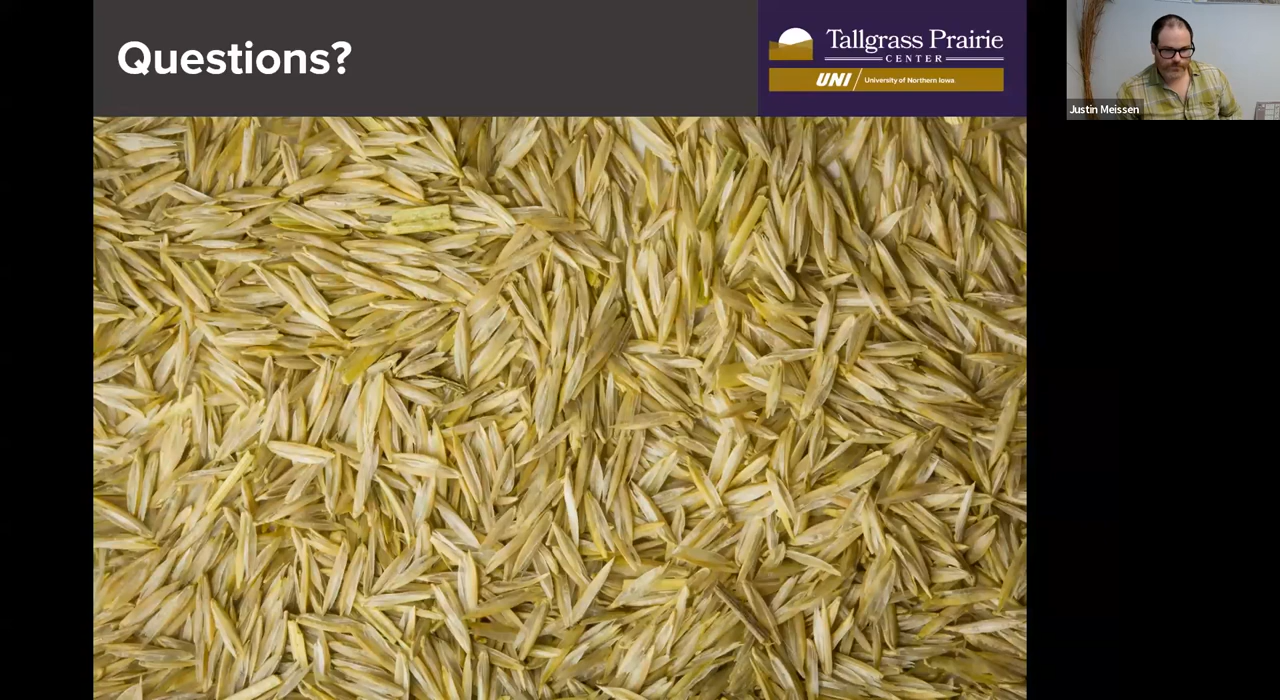 Questions?
Tallgrass Prairie
CENTER
UNI University of Northern Iowa
Justin Meissen